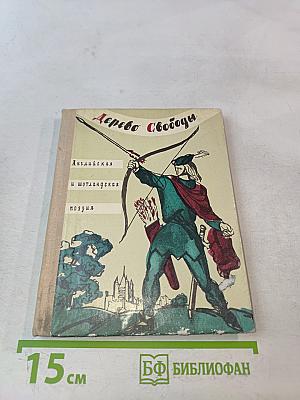 Дерево Свободы
Английская
и шотландская
поэзия
15 см
БФ БИБЛИОФАН